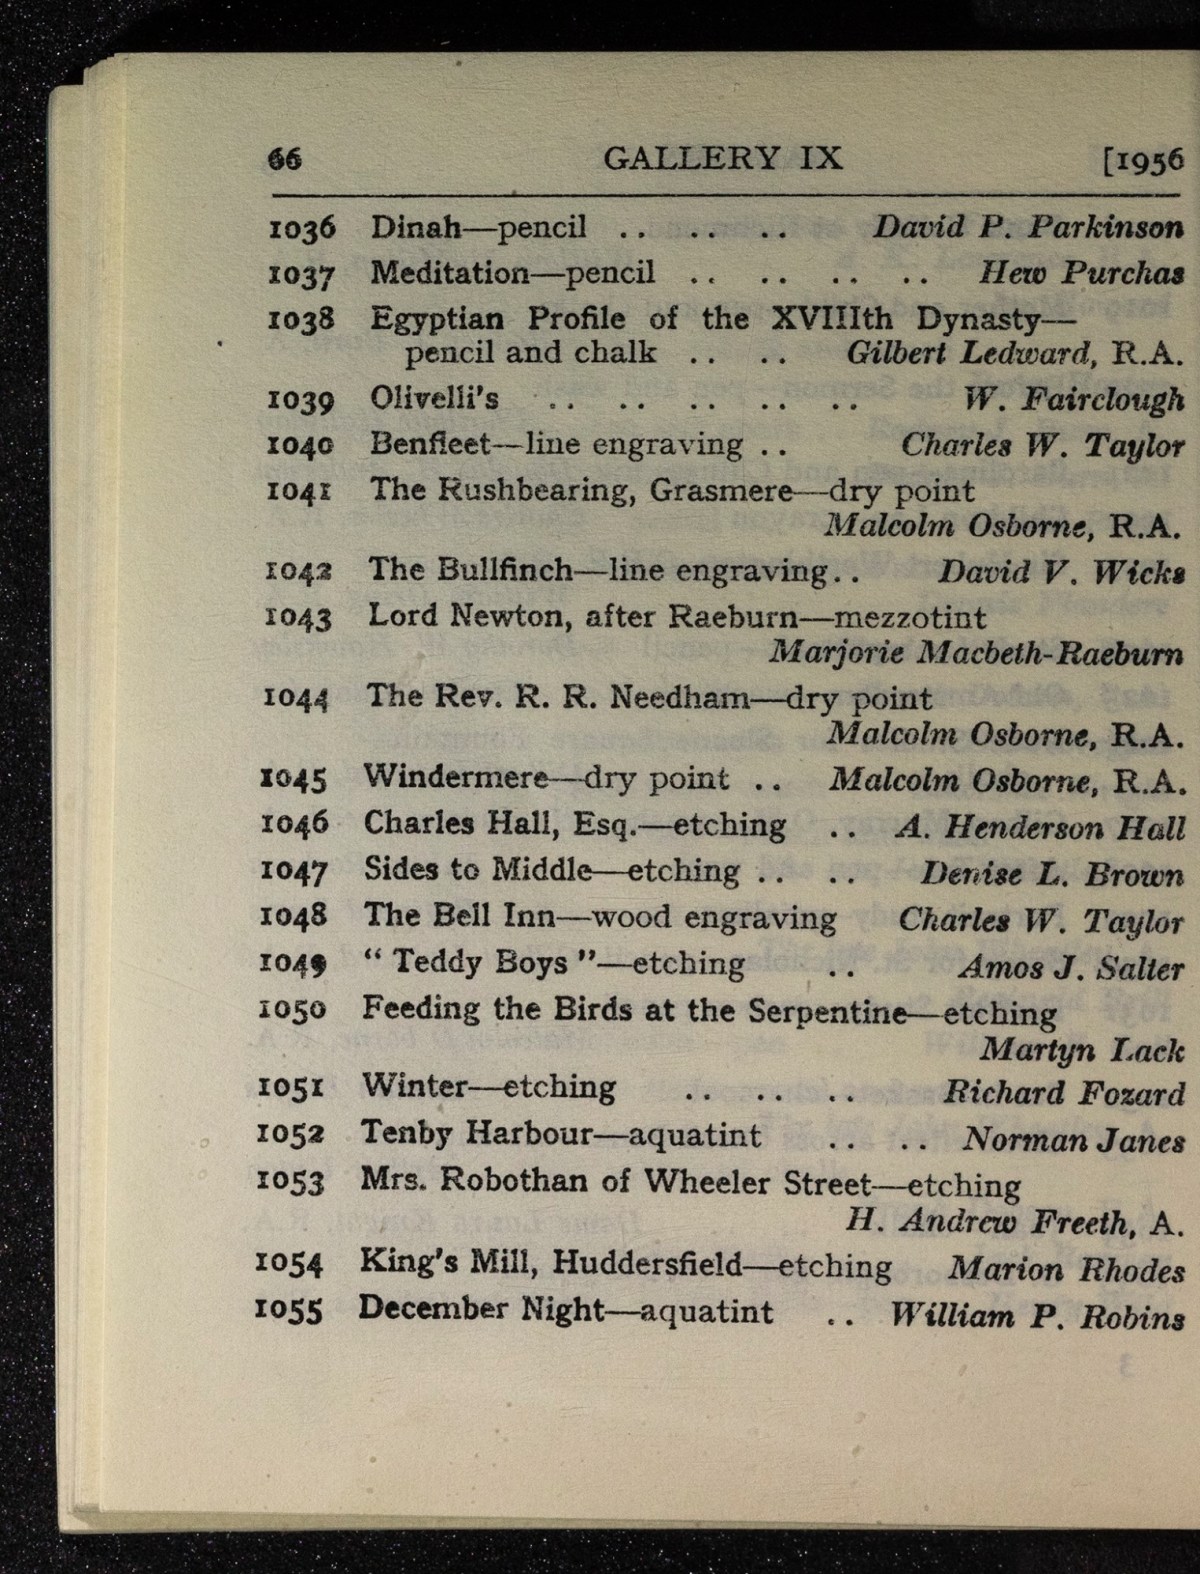 66 GALLERY IX [1956
1036 Dinah—pencil .. .. .. David P. Parkinson
1037 Meditation—pencil .. .. .. .. Hew Purchas
1038 Egyptian Profile of the XVIIIth Dynasty—
pencil and chalk .. .. Gilbert Ledward, R.A.
1039 Olivelli's .. .. .. .. .. W. Fairclough
1040 Benfleet—line engraving .. Charles W. Taylor
1041 The Rushbearing, Grasmere—dry point
Malcolm Osborne, R.A.
1042 The Bullfinch—line engraving.. David V. Wicks
1043 Lord Newton, after Raeburn—mezzotint
Marjorie Macbeth-Raeburn
1044 The Rev. R. R. Needham—dry point
Malcolm Osborne, R.A.
1045 Windermere—dry point .. Malcolm Osborne, R.A.
1046 Charles Hall, Esq.—etching .. A. Henderson Hall
1047 Sides to Middle—etching .. .. Denise L. Brown
1048 The Bell Inn—wood engraving Charles W. Taylor
1049 “ Teddy Boys ”—etching .. Amos J. Salter
1050 Feeding the Birds at the Serpentine—etching
Martyn Lack
1051 Winter—etching .. .. .. Richard Fozard
1052 Tenby Harbour—aquatint .. .. Norman Janes
1053 Mrs. Robothan of Wheeler Street—etching
H. Andrew Freeth, A.
1054 King's Mill, Huddersfield—etching Marion Rhodes
1055 December Night—aquatint .. William P. Robins